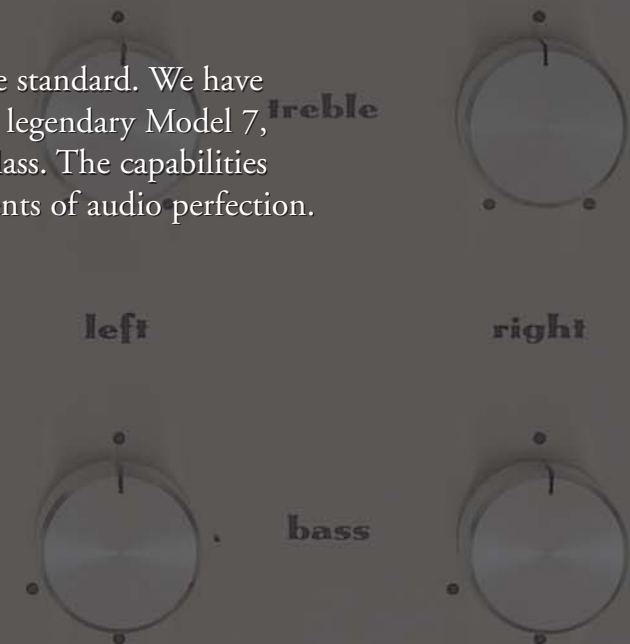 e standard. We have
legendary Model 7,
treble
lass. The capabilities
nts of audio perfection.
left
right
bass